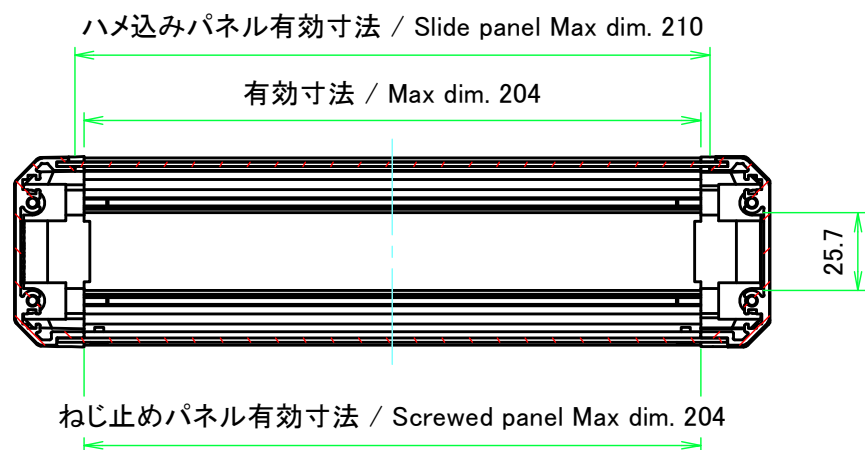 ハメ込みパネル有効寸法 / Slide panel Max dim. 210
有効寸法 / Max dim. 204
25.7
ねじ止めパネル有効寸法 / Screwed panel Max dim. 204